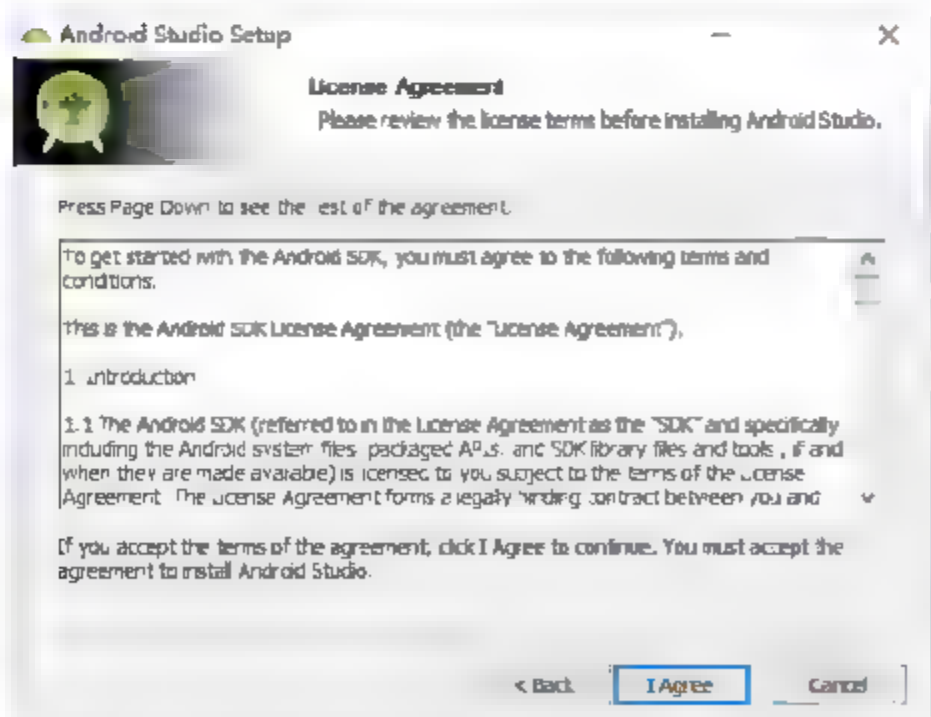 Android Studio Setup
License Agreement
Please review the license terms before installing Android Studio.
Press Page Down to see the rest of the agreement.
To get started with the Android SDK, you must agree to the following terms and
conditions.
This is the Android SDK License Agreement (the "License Agreement").
1. Introduction
1.1 The Android SDK (referred to in the License Agreement as the "SDK" and specifically
including the Android system files, packaged APIs, and SDK library files and tools , if and
when they are made available) is licensed to you subject to the terms of the License
Agreement. The License Agreement forms a legally binding contract between you and
If you accept the terms of the agreement, click I Agree to continue. You must accept the
agreement to install Android Studio.
< Back
I Agree
Cancel